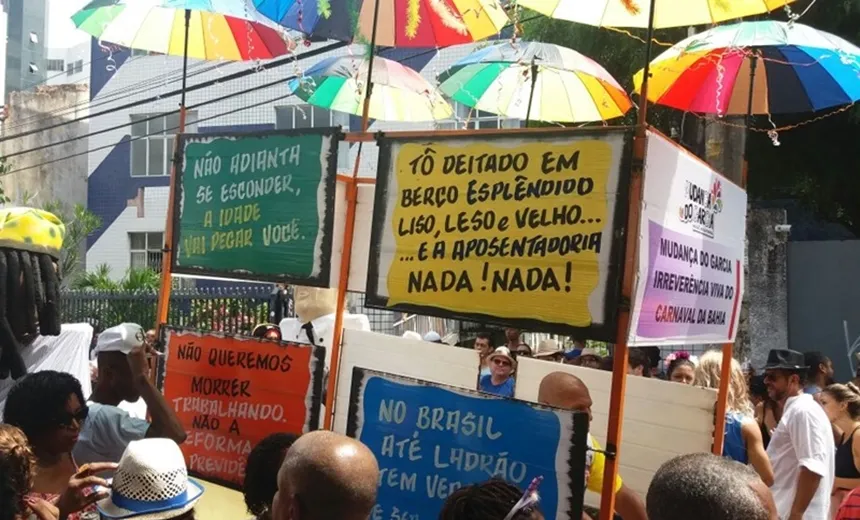 NÃO ADIANTA
SE ESCONDER,
A IDADE
VAI PEGAR VOCÊ.
TÔ DEITADO EM
BERÇO ESPLÊNDIDO
LISO, LESO e VELHO...
...E A APOSENTADORIA
NADA! NADA!
MUDANÇA
DO
GARCIA
MUDANÇA DO GARCIA
IRREVERÊNCIA VIVA DO
CARNAVAL DA BAHIA
NÃO QUEREMOS
MORRER
TRABALHANDO.
NÃO A
REFORMA
NO BRASIL
ATÉ LADRÃO
TEM